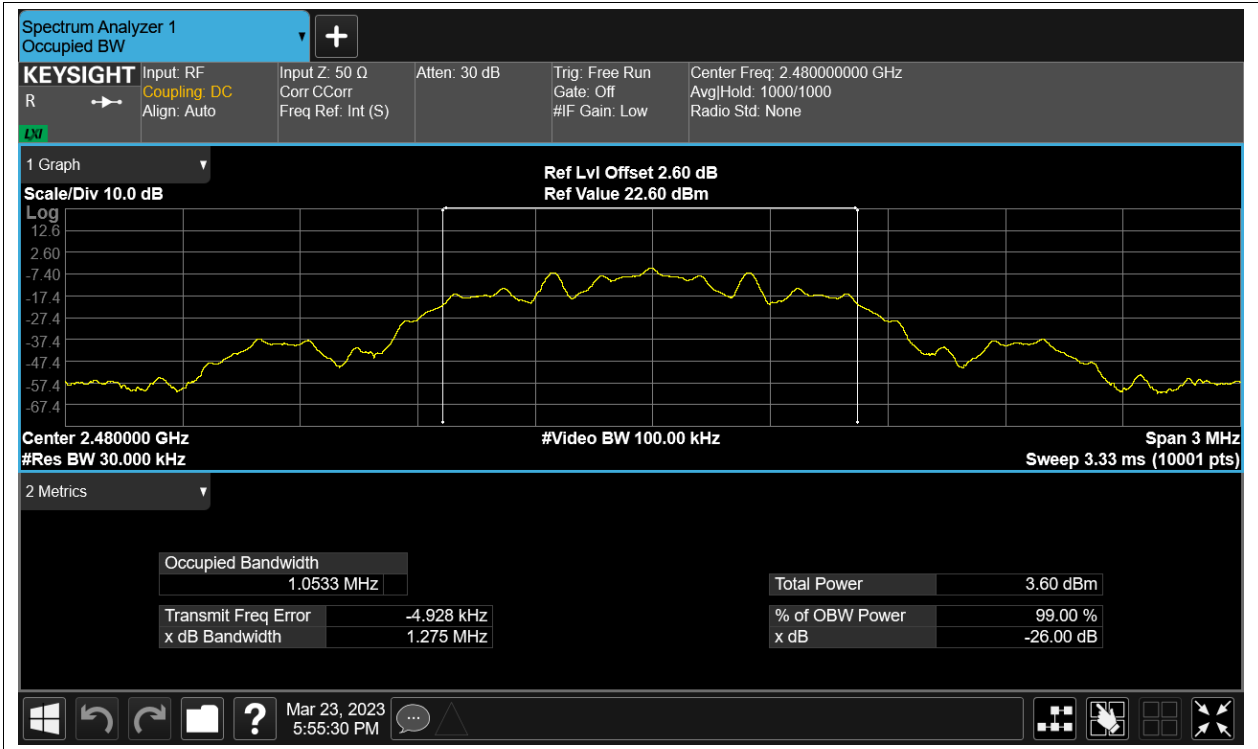 Spectrum Analyzer 1
Occupied BW
KEYSIGHT
R
LXI
Input: RF
Coupling: DC
Align: Auto
Input Z: 50 Ω
Corr CCorr
Freq Ref: Int (S)
Atten: 30 dB
Trig: Free Run
Gate: Off
#IF Gain: Low
Center Freq: 2.480000000 GHz
Avg|Hold: 1000/1000
Radio Std: None
1 Graph
Scale/Div 10.0 dB
Ref Lvl Offset 2.60 dB
Ref Value 22.60 dBm
Log
12.6
2.60
-7.40
-17.4
-27.4
-37.4
-47.4
-57.4
-67.4
Center 2.480000 GHz
#Res BW 30.000 kHz
#Video BW 100.00 kHz
Span 3 MHz
Sweep 3.33 ms (10001 pts)
2 Metrics
Occupied Bandwidth
1.0533 MHz
Transmit Freq Error -4.928 kHz
x dB Bandwidth 1.275 MHz
Total Power 3.60 dBm
% of OBW Power 99.00 %
x dB -26.00 dB
?
Mar 23, 2023
5:55:30 PM